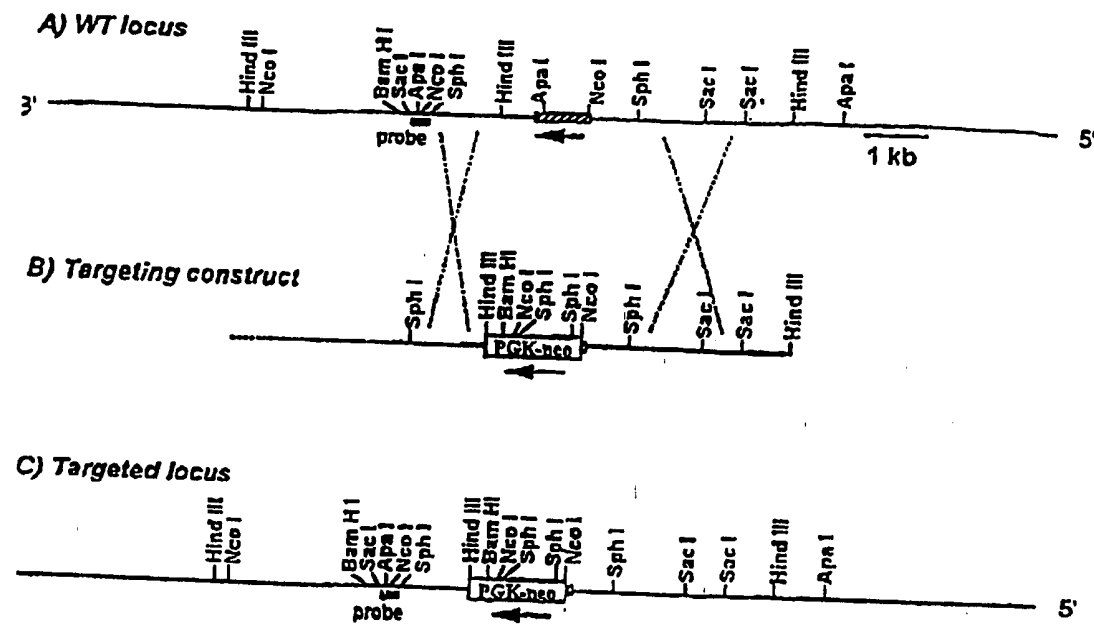 A) WT locus
Hind III
Nco I
Bam H I
Sac I
Apa I
Nco I
Sph I
Hind III
Apa I
Nco I
Sph I
Sac I
Sac I
Hind III
Apa I
3'
probe
1 kb
5'
B) Targeting construct
Sph I
Hind III
Bam HI
Nco I
Sph I
Sph I
Nco I
Sph I
Sac I
Sac I
Hind III
PGK-neo
C) Targeted locus
Hind III
Nco I
Bam H I
Sac I
Apa I
Nco I
Sph I
Hind III
Bam HI
Nco I
Sph I
Sph I
Nco I
Sph I
Sac I
Sac I
Hind III
Apa I
probe
PGK-neo
5'